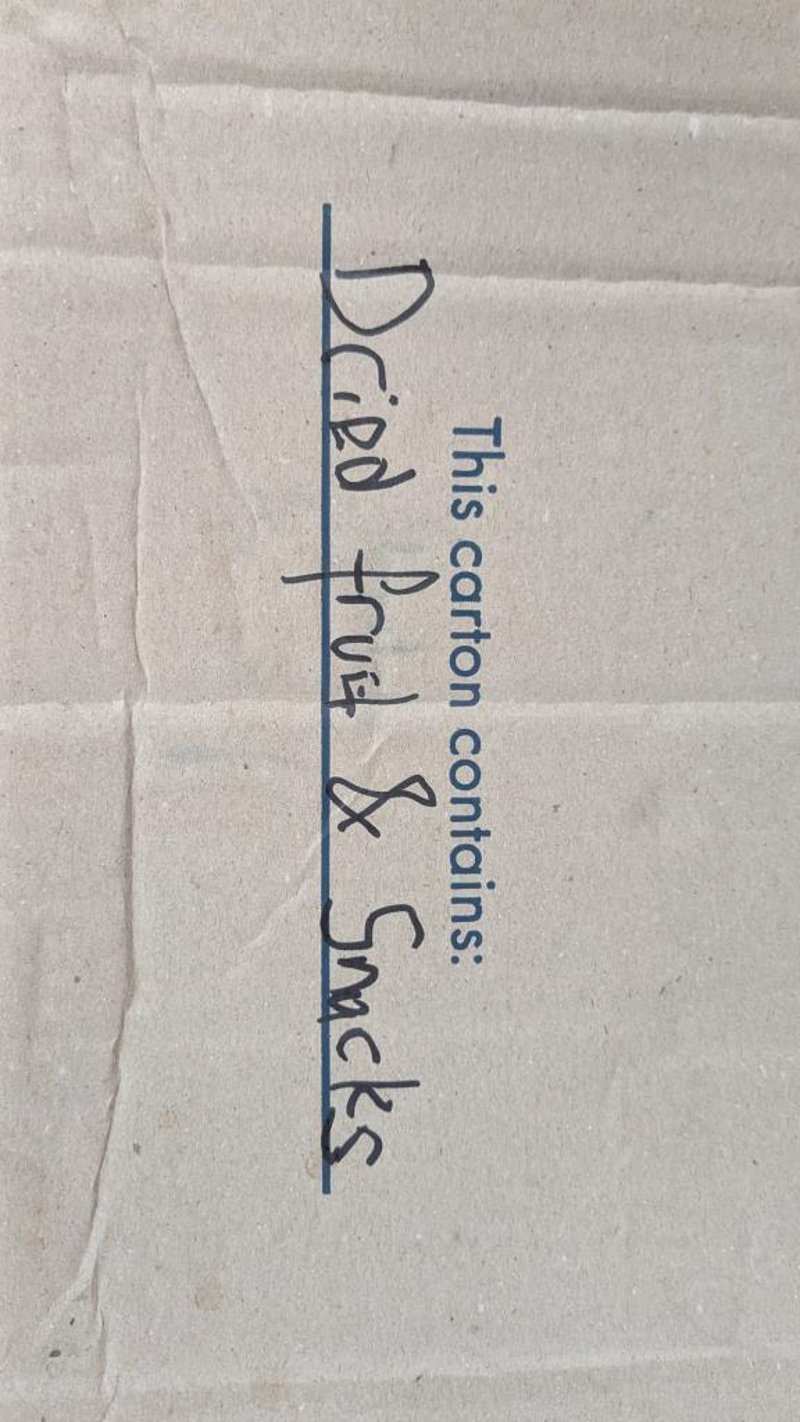 This carton contains:
Dried fruit & Snacks